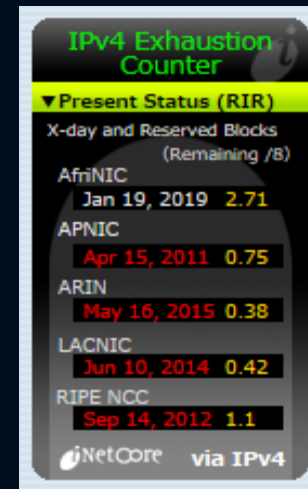 IPv4 Exhaustion
Counter
▼Present Status (RIR)
X-day and Reserved Blocks
(Remaining /8)
AfriNIC
Jan 19, 2019 2.71
APNIC
Apr 15, 2011 0.75
ARIN
May 16, 2015 0.38
LACNIC
Jun 10, 2014 0.42
RIPE NCC
Sep 14, 2012 1.1
iNetCore via IPv4